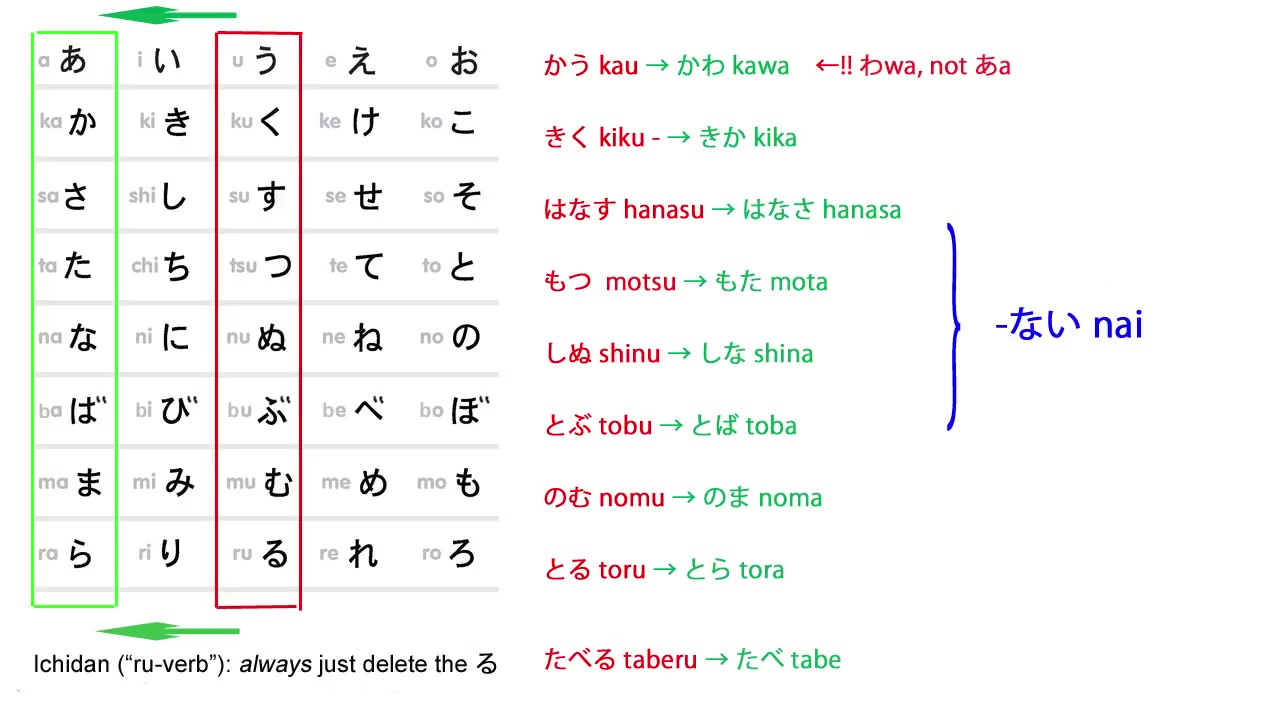 a あ i い u う e え o お
ka か ki き ku く ke け ko こ
sa さ shi し su す se せ so そ
ta た chi ち tsu つ te て to と
na な ni に nu ぬ ne ね no の
ba ば bi び bu ぶ be べ bo ぼ
ma ま mi み mu む me め mo も
ra ら ri り ru る re れ ro ろ
Ichidan (“ru-verb”): always just delete the る
かう kau → かわ kawa ←!! わwa, not あa
きく kiku - → きか kika
はなす hanasu → はなさ hanasa
もつ motsu → もた mota
しぬ shinu → しな shina
とぶ tobu → とば toba
のむ nomu → のま noma
とる toru → とら tora
たべる taberu → たべ tabe
-ない nai